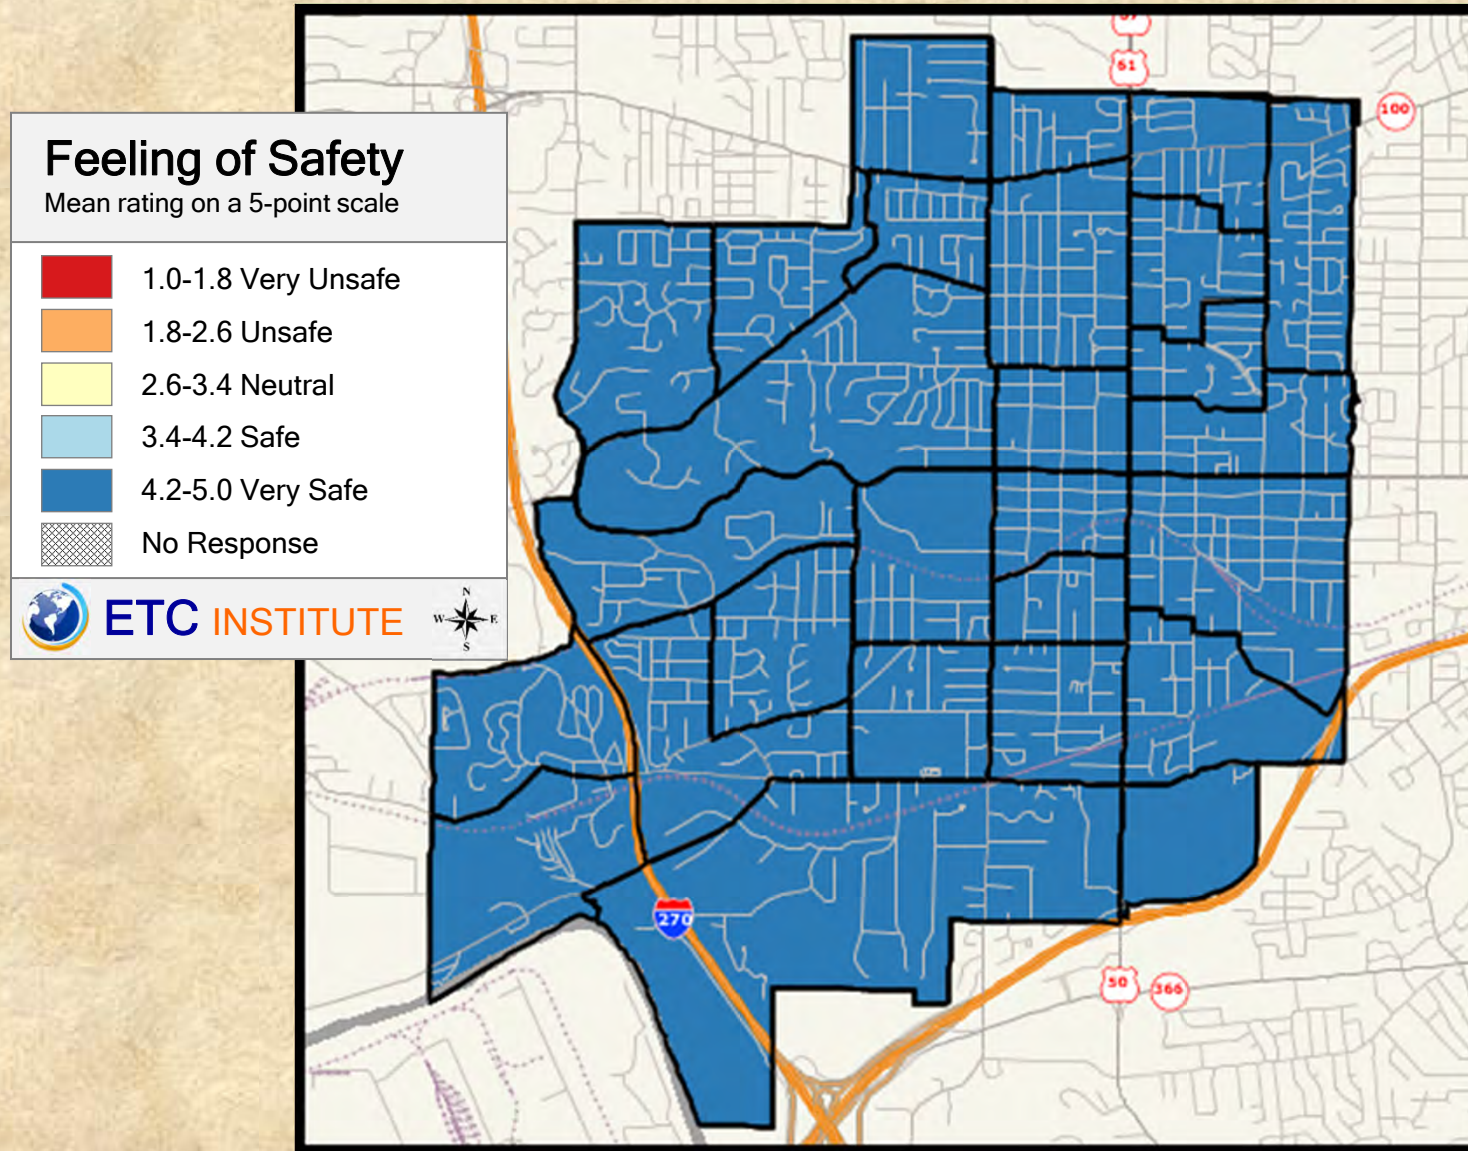 Feeling of Safety
Mean rating on a 5-point scale
1.0-1.8 Very Unsafe
1.8-2.6 Unsafe
2.6-3.4 Neutral
3.4-4.2 Safe
4.2-5.0 Very Safe
No Response
ETC INSTITUTE
N
W E
S
61
100
270
50
366